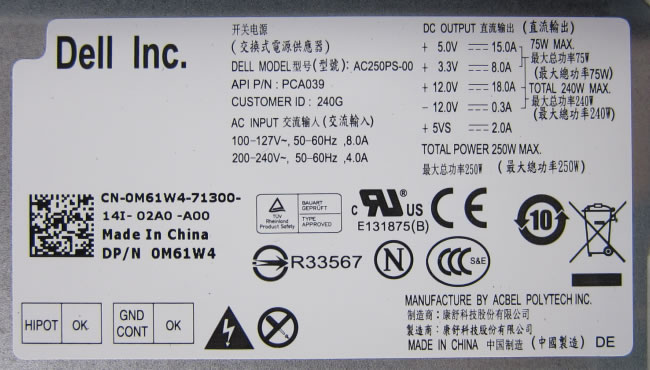 Dell Inc.
开关电源
(交換式電源供應器)
DELL MODEL型号(型號): AC250PS-00
API P/N : PCA039
CUSTOMER ID : 240G
AC INPUT 交流输入 (交流輸入)
100-127V~, 50-60Hz ,8.0A
200-240V~, 50-60Hz ,4.0A
DC OUTPUT 直流输出 (直流輸出)
+ 5.0V 15.0A
+ 3.3V 8.0A
+ 12.0V 18.0A
- 12.0V 0.3A
+ 5VS 2.0A
75W MAX.
最大总功率75W
(最大總功率75W)
TOTAL 240W MAX.
最大总功率240W
(最大總功率240W)
TOTAL POWER 250W MAX.
最大总功率250W (最大總功率250W)
CN-0M61W4-71300-
14I- 02A0 -A00
Made In China
DP/N 0M61W4
TÜV
Rheinland
Product Safety
BAUART
GEPRÜFT
TYPE
APPROVED
c RU US
E131875(B)
CE
10
R33567
N
CCC S&E
HIPOT OK
GND
CONT OK
MANUFACTURE BY ACBEL POLYTECH INC.
制造商：康舒科技股份有限公司
製造商：康舒科技股份有限公司
MADE IN CHINA 中国制造 (中國製造) DE